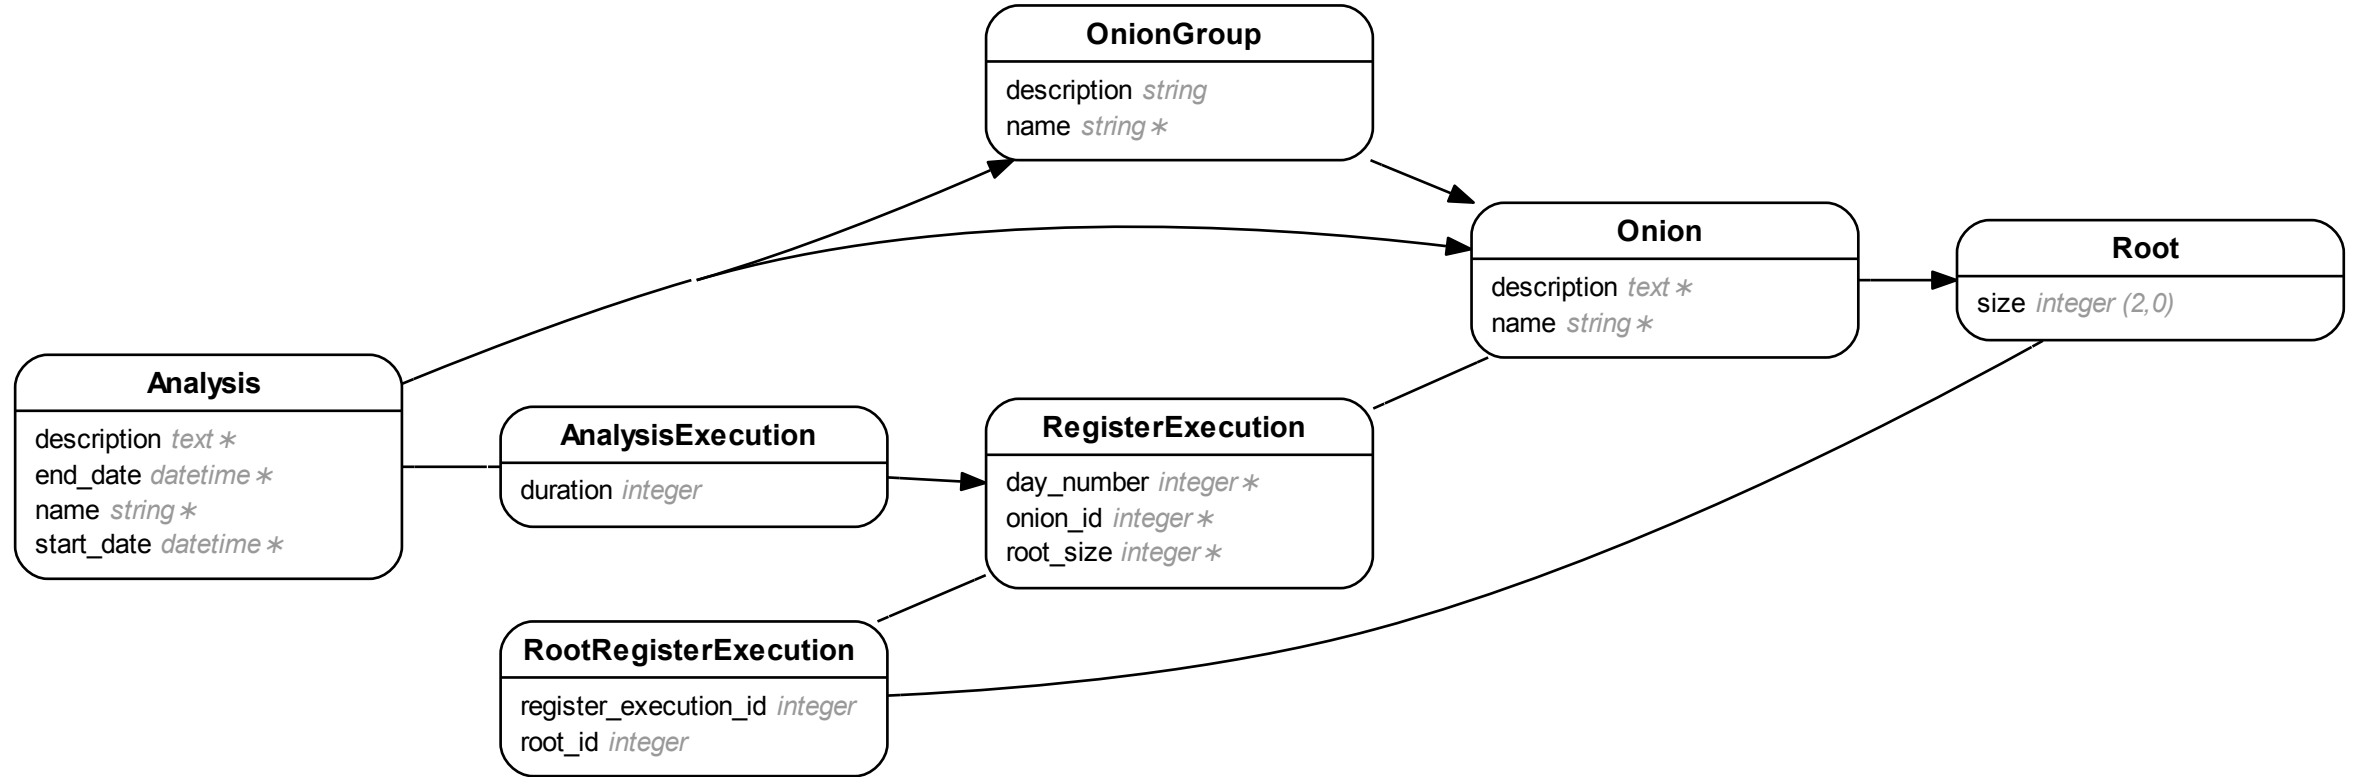 OnionGroup
description string
name string∗
Onion
description text∗
name string∗
Root
size integer (2,0)
Analysis
description text∗
end_date datetime∗
name string∗
start_date datetime∗
AnalysisExecution
duration integer
RegisterExecution
day_number integer∗
onion_id integer∗
root_size integer∗
RootRegisterExecution
register_execution_id integer
root_id integer